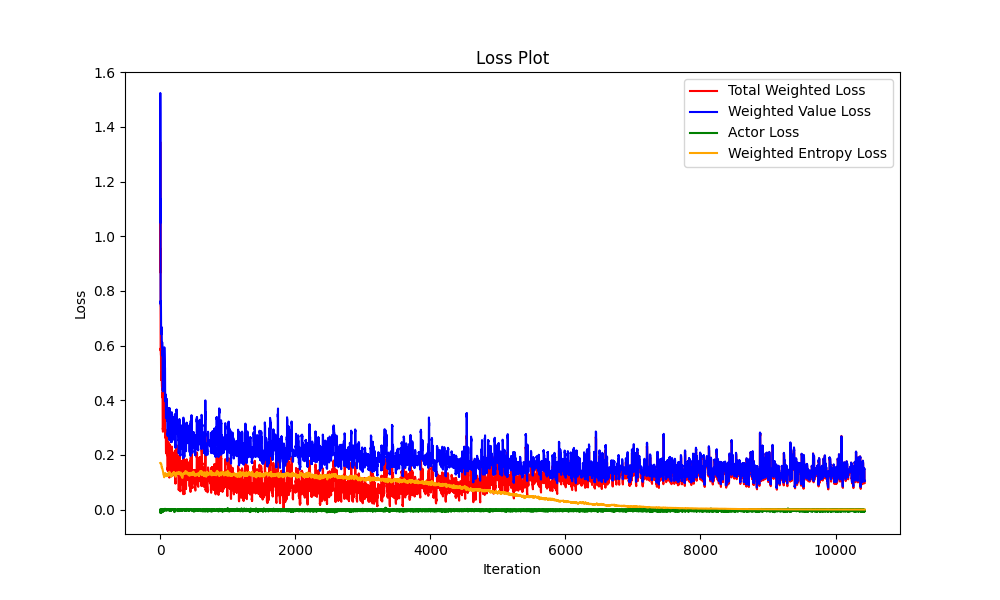 Loss Plot
1.6
1.4
1.2
1.0
0.8
0.6
0.4
0.2
0.0
Loss
Total Weighted Loss
Weighted Value Loss
Actor Loss
Weighted Entropy Loss
0 2000 4000 6000 8000 10000
Iteration